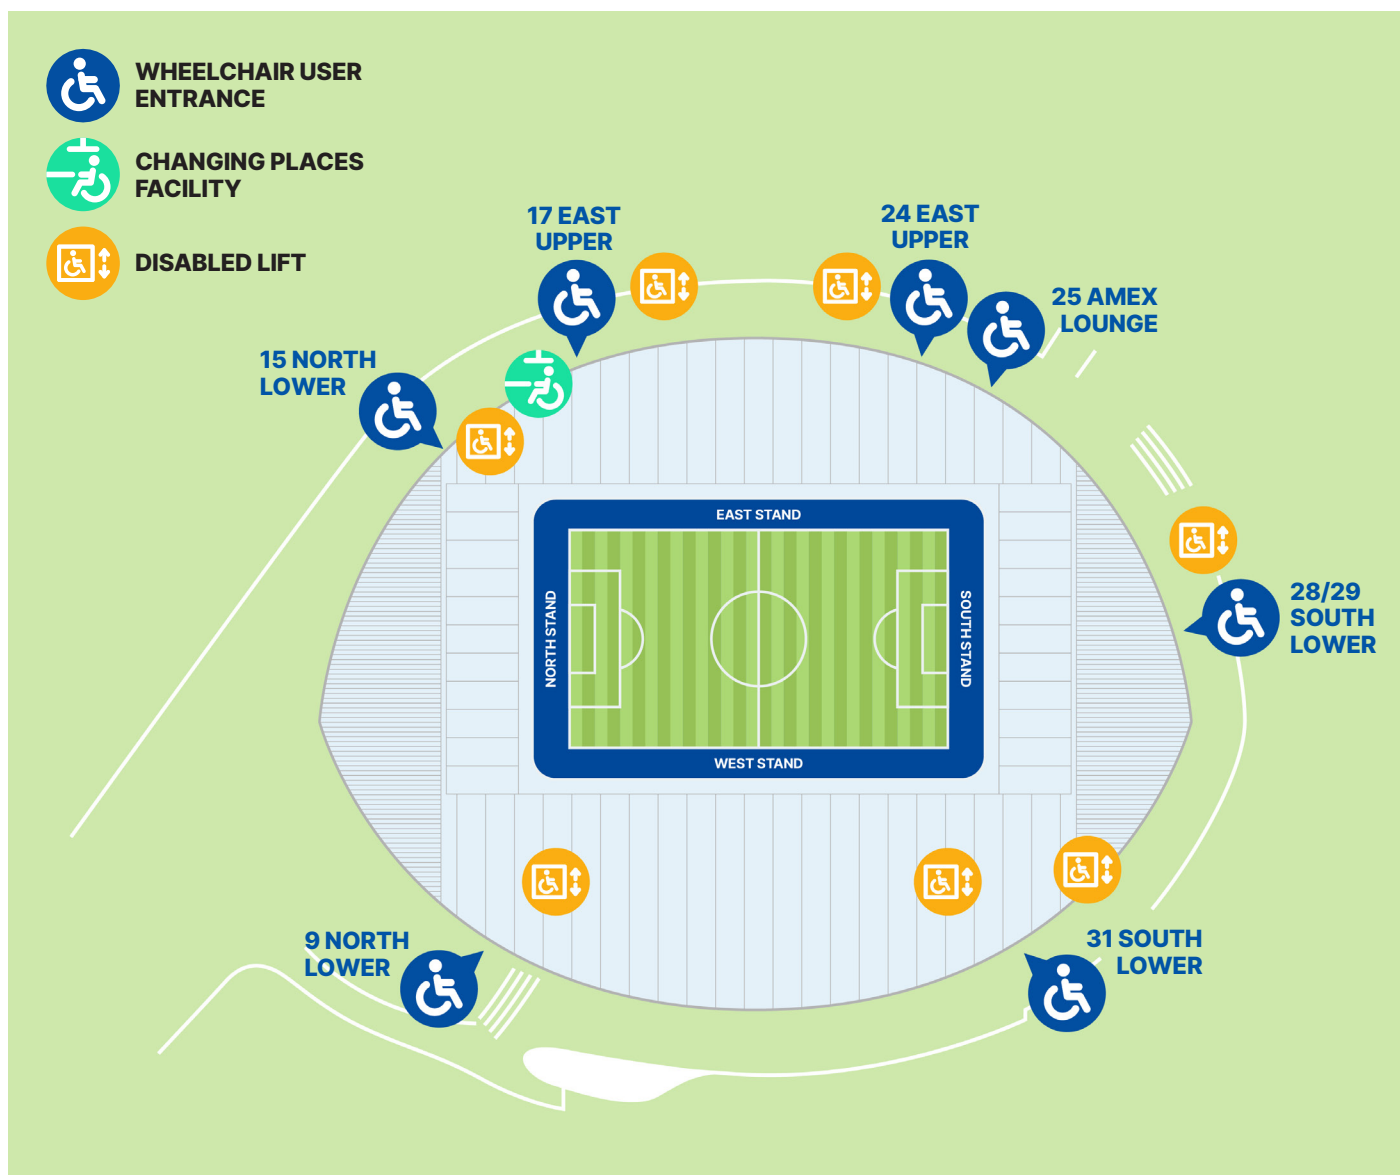 WHEELCHAIR USER
ENTRANCE
CHANGING PLACES
FACILITY
DISABLED LIFT
17 EAST
UPPER
24 EAST
UPPER
25 AMEX
LOUNGE
15 NORTH
LOWER
EAST STAND
NORTH STAND
SOUTH STAND
WEST STAND
28/29
SOUTH
LOWER
9 NORTH
LOWER
31 SOUTH
LOWER